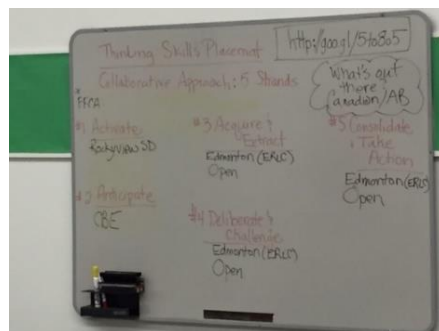 Thinking Skills Placemat
http://goo.gl/5to8o5
Collaborative Approach: 5 Strands
What's out
there
Canadian/AB
FFCA
#1 Activate
Rockyview SD
#2 Anticipate
CBE
#3 Acquire &
Extract
Edmonton (ERLC)
Open
#4 Deliberate &
Challenge
Edmonton (ERLC)
Open
#5 Consolidate
+ Take
Action
Edmonton (ERLC)
Open